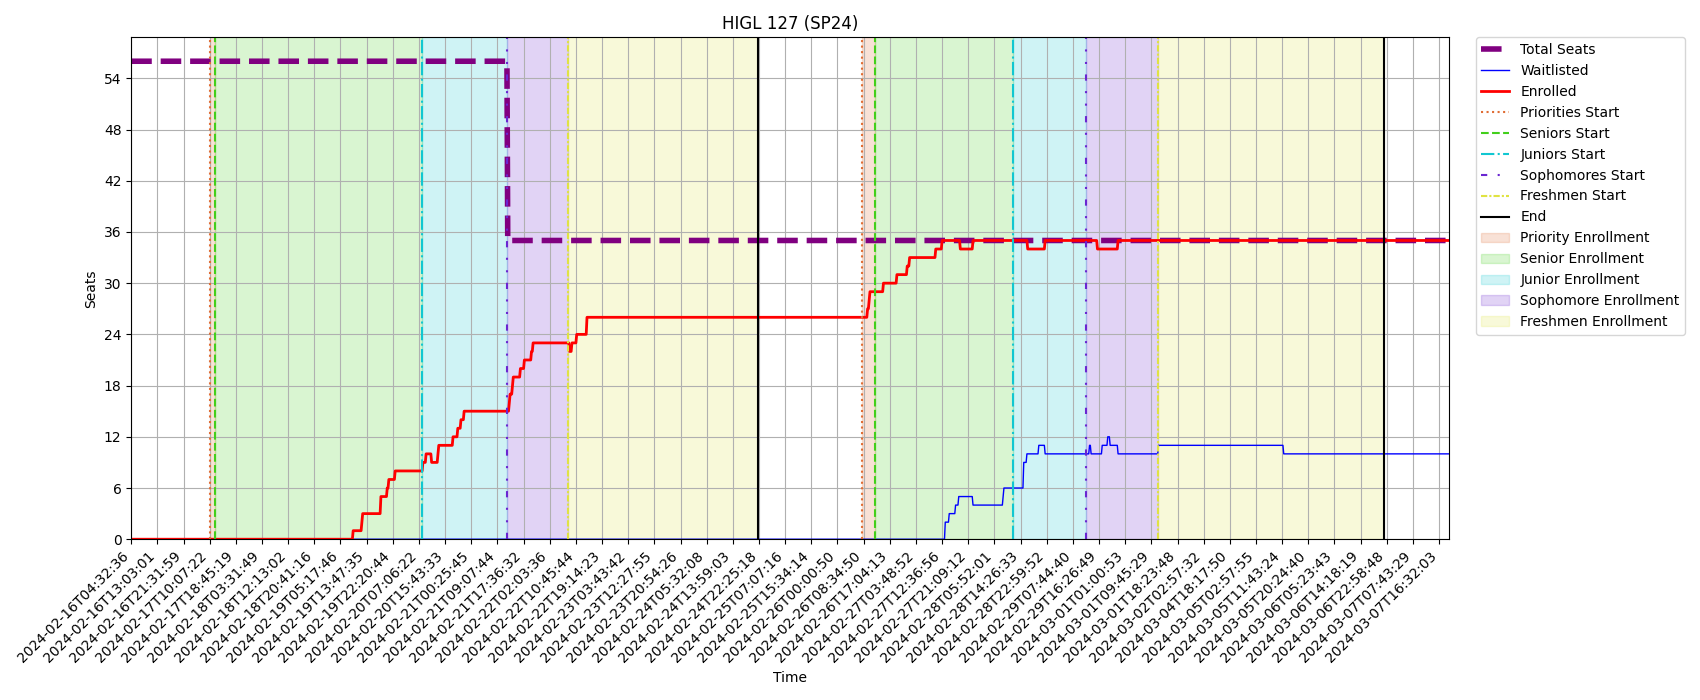 HIGL 127 (SP24)
Seats
54
48
42
36
30
24
18
12
6
0
2024-02-16T04:32:36
2024-02-16T13:03:01
2024-02-16T21:31:59
2024-02-17T10:07:22
2024-02-17T18:45:19
2024-02-18T03:31:49
2024-02-18T12:13:02
2024-02-18T20:41:16
2024-02-19T05:17:46
2024-02-19T13:47:35
2024-02-19T22:20:44
2024-02-20T07:06:22
2024-02-20T15:43:33
2024-02-21T00:25:45
2024-02-21T09:07:44
2024-02-21T17:36:32
2024-02-22T02:03:36
2024-02-22T10:45:44
2024-02-22T19:14:23
2024-02-23T03:43:42
2024-02-23T12:27:55
2024-02-23T20:54:26
2024-02-24T05:32:08
2024-02-24T13:59:03
2024-02-24T22:25:18
2024-02-25T07:07:16
2024-02-25T15:34:14
2024-02-26T00:00:50
2024-02-26T08:34:50
2024-02-26T17:04:13
2024-02-27T03:48:52
2024-02-27T12:36:56
2024-02-27T21:09:12
2024-02-28T05:52:01
2024-02-28T14:26:33
2024-02-28T22:59:52
2024-02-29T07:44:40
2024-02-29T16:26:49
2024-03-01T01:00:53
2024-03-01T09:45:29
2024-03-01T18:23:48
2024-03-02T02:57:32
2024-03-04T18:17:50
2024-03-05T02:57:55
2024-03-05T11:43:24
2024-03-05T20:24:40
2024-03-06T05:23:43
2024-03-06T14:18:19
2024-03-06T22:58:48
2024-03-07T07:43:29
2024-03-07T16:32:03
Time
Total Seats
Waitlisted
Enrolled
Priorities Start
Seniors Start
Juniors Start
Sophomores Start
Freshmen Start
End
Priority Enrollment
Senior Enrollment
Junior Enrollment
Sophomore Enrollment
Freshmen Enrollment